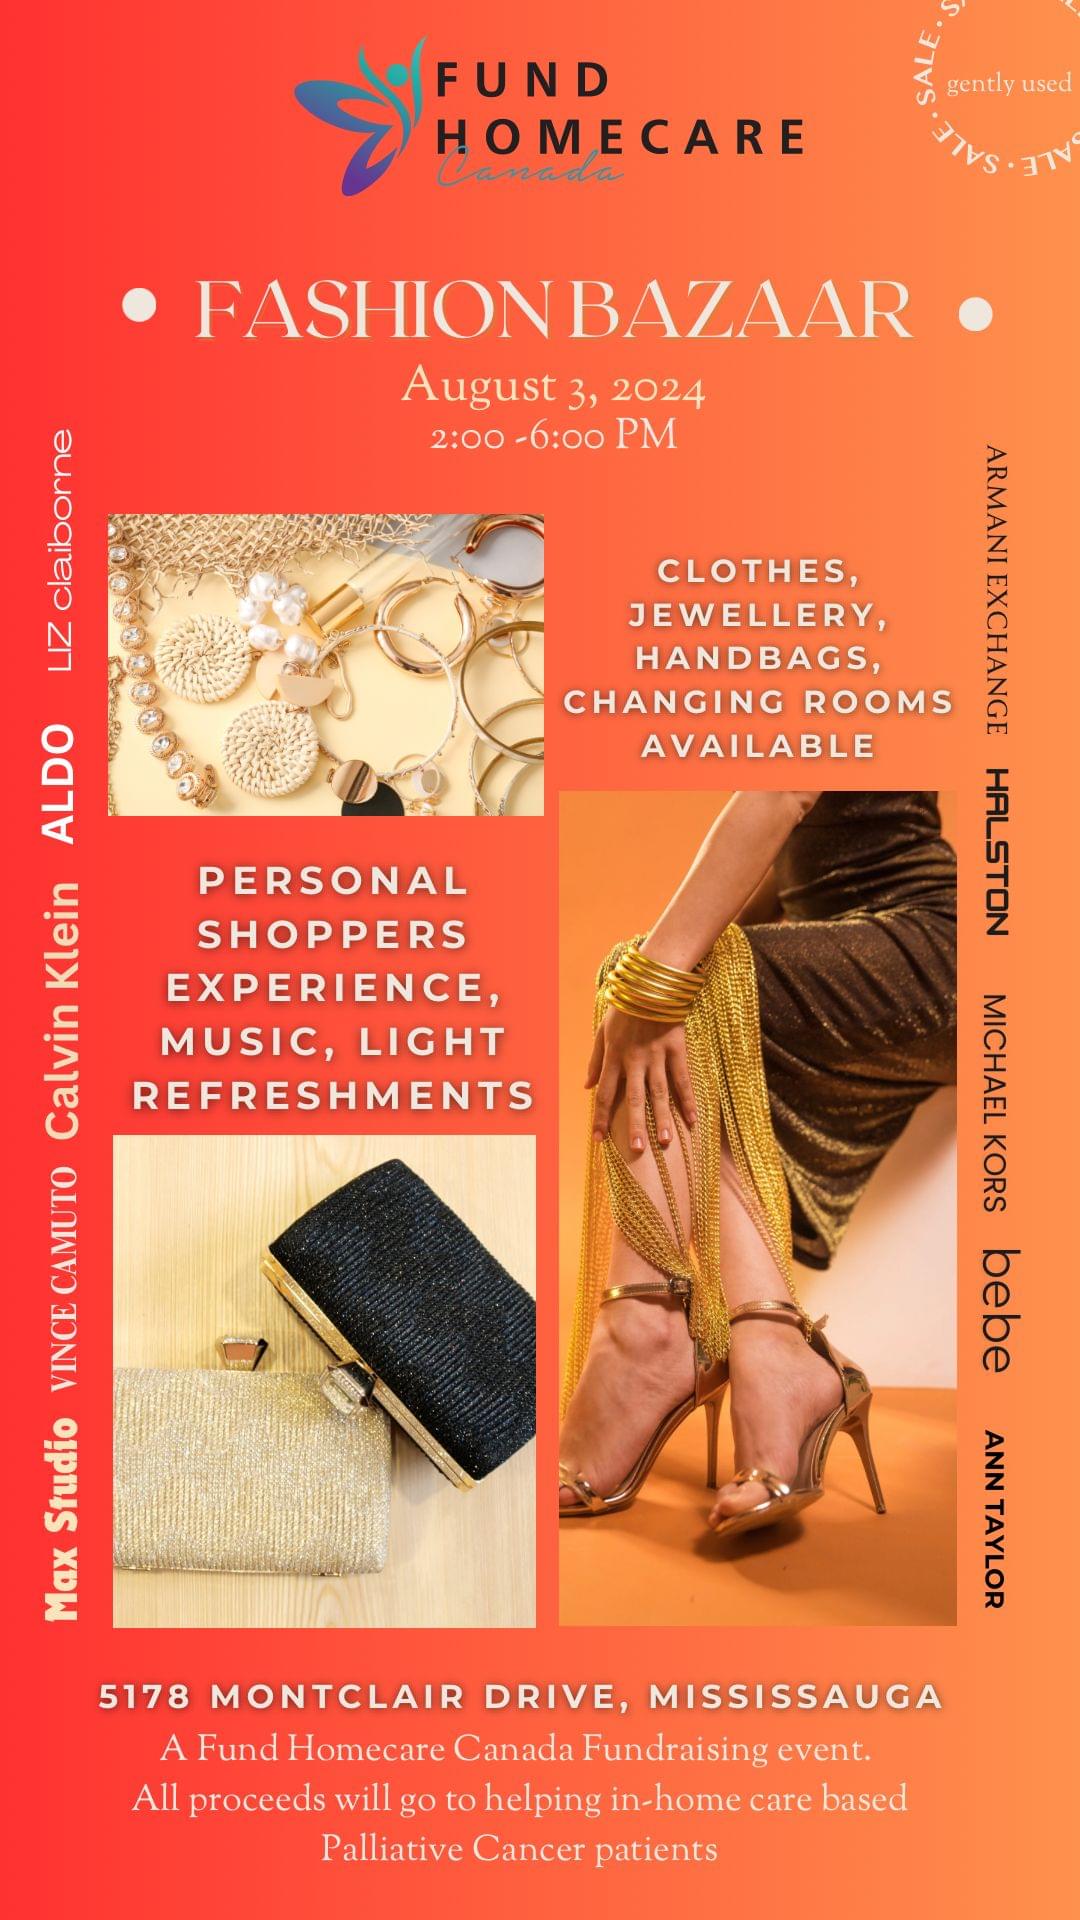 FUND
HOMECARE
Canada
SALE · SALE · SALE · SALE
gently used
FASHION BAZAAR
August 3, 2024
2:00 -6:00 PM
LIZ claiborne
ALDO
Calvin Klein
VINCE CAMUTO
Max Studio
CLOTHES,
JEWELLERY,
HANDBAGS,
CHANGING ROOMS
AVAILABLE
PERSONAL
SHOPPERS
EXPERIENCE,
MUSIC, LIGHT
REFRESHMENTS
ARMANI EXCHANGE
HALSTON
MICHAEL KORS
bebe
ANN TAYLOR
5178 MONTCLAIR DRIVE, MISSISSAUGA
A Fund Homecare Canada Fundraising event.
All proceeds will go to helping in-home care based
Palliative Cancer patients